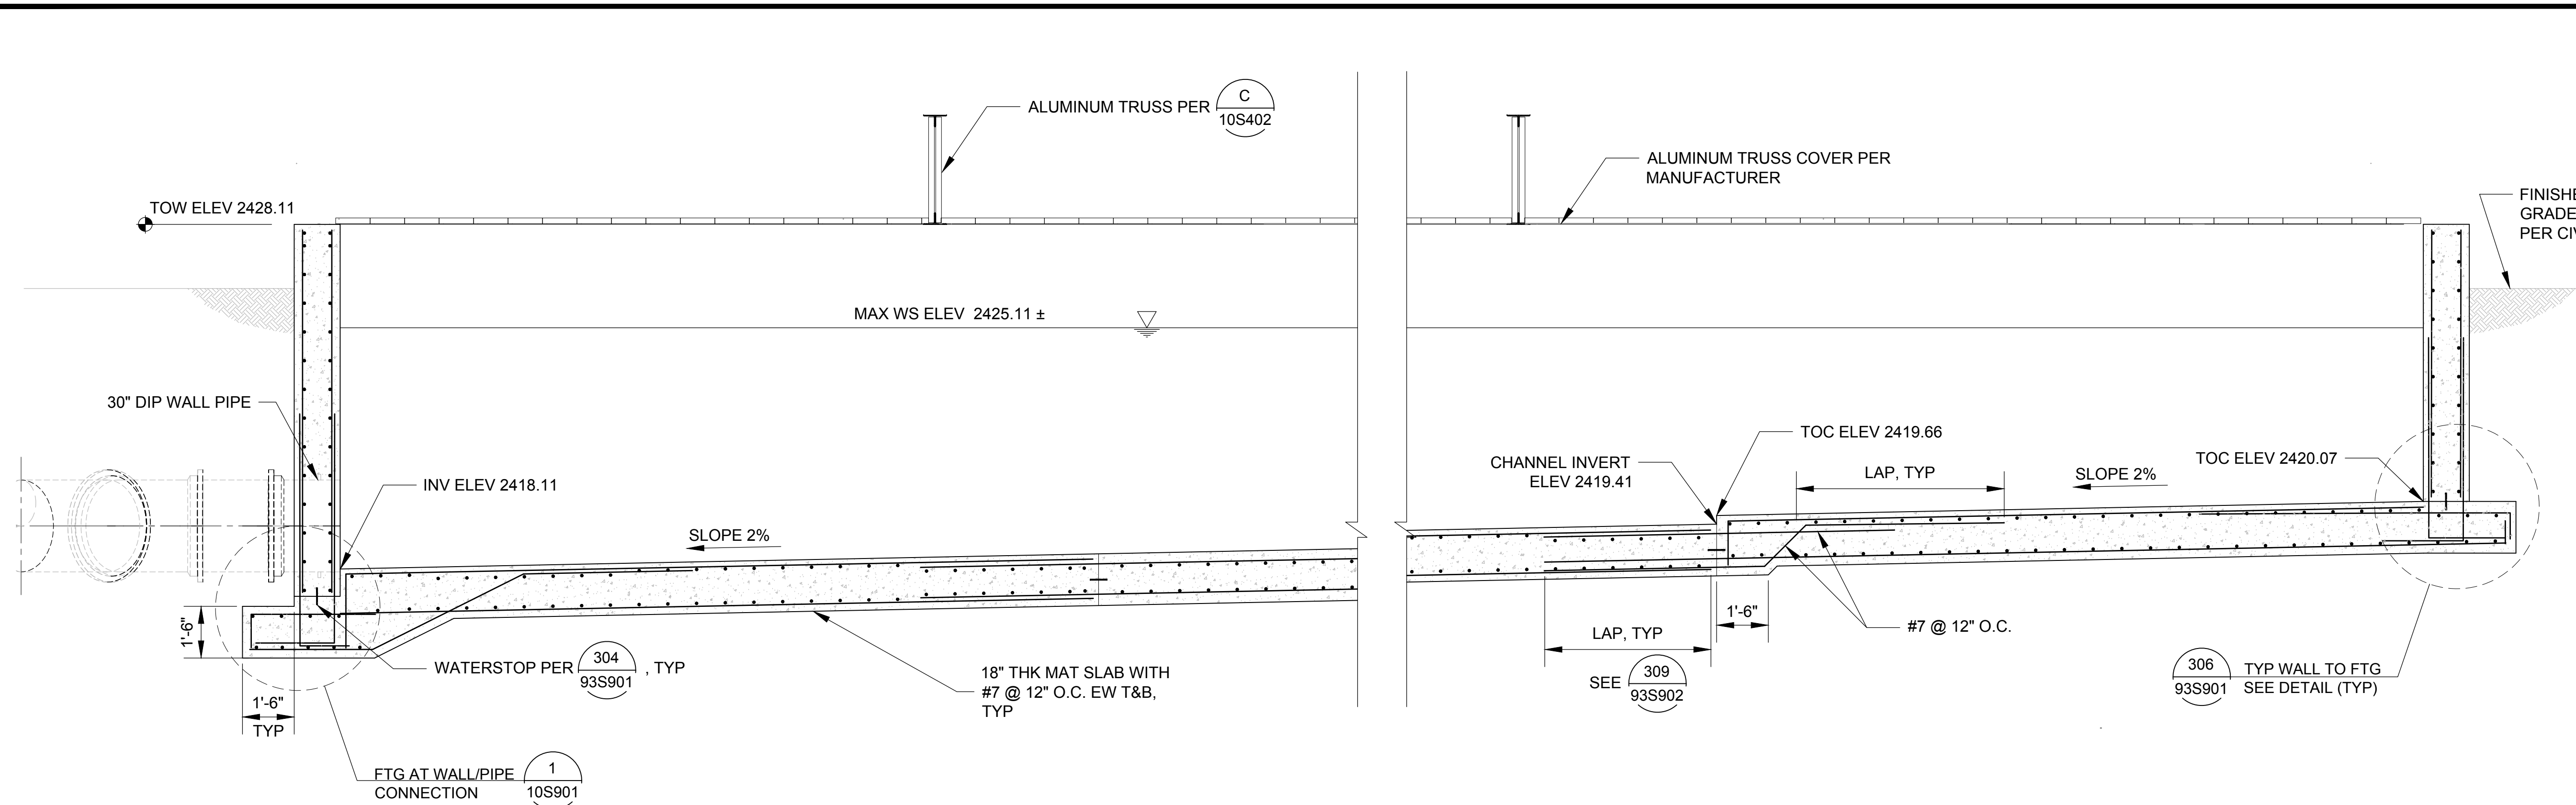 C
ALUMINUM TRUSS PER
10S402
ALUMINUM TRUSS COVER PER
MANUFACTURER
TOW ELEV 2428.11
FINISHE
GRADE
PER CIV
MAX WS ELEV 2425.11 ±
30" DIP WALL PIPE
INV ELEV 2418.11
TOC ELEV 2419.66
CHANNEL INVERT
ELEV 2419.41
LAP, TYP
SLOPE 2%
TOC ELEV 2420.07
SLOPE 2%
1'-6"
1'-6"
#7 @ 12" O.C.
LAP, TYP
WATERSTOP PER
304
93S901
, TYP
18" THK MAT SLAB WITH
#7 @ 12" O.C. EW T&B,
TYP
SEE
309
93S902
306
93S901
TYP WALL TO FTG
SEE DETAIL (TYP)
1'-6"
TYP
FTG AT WALL/PIPE
CONNECTION
1
10S901